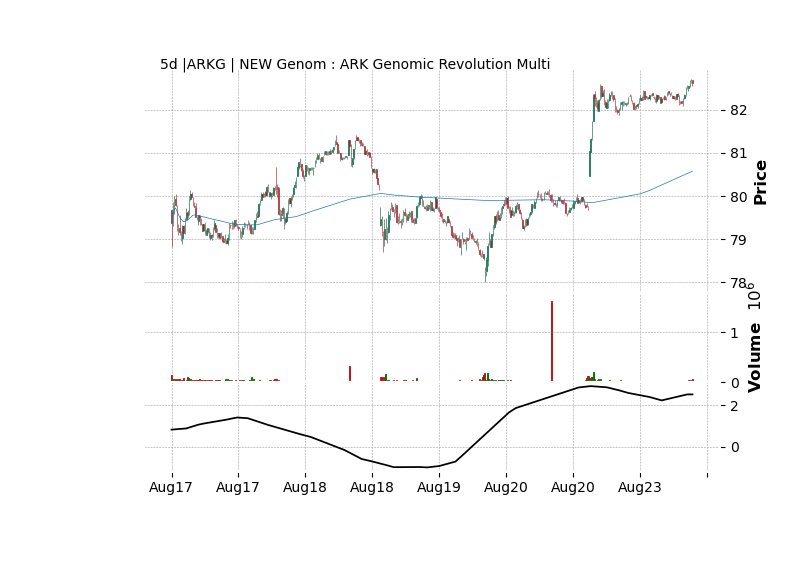 5d |ARKG | NEW Genom : ARK Genomic Revolution Multi
82
81
80
79
78
Price
10^6
1
0
Volume
2
0
Aug17 Aug17 Aug18 Aug18 Aug19 Aug20 Aug20 Aug23